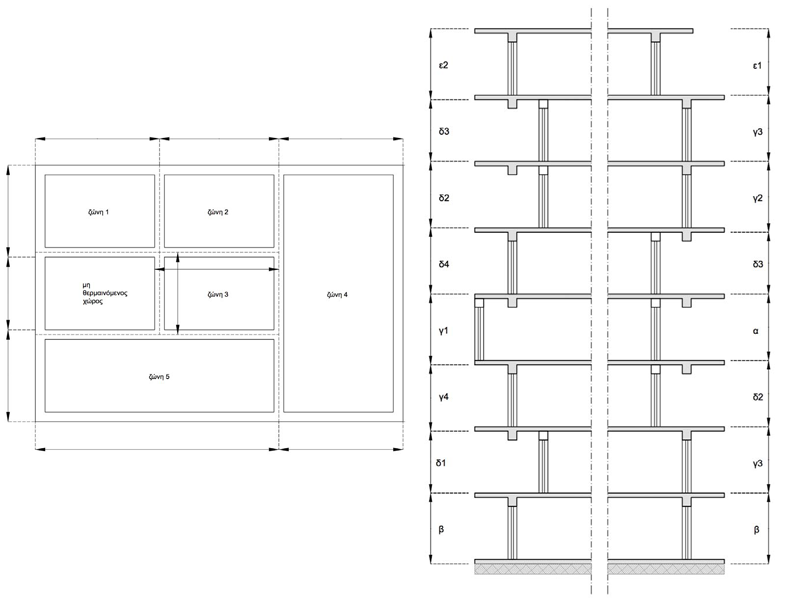 ζώνη 1
ζώνη 2
μη
θερμαινόμενος
χώρος
ζώνη 3
ζώνη 4
ζώνη 5
ε2
δ3
δ2
δ4
γ1
γ4
δ1
β
ε1
γ3
γ2
δ3
α
δ2
γ3
β